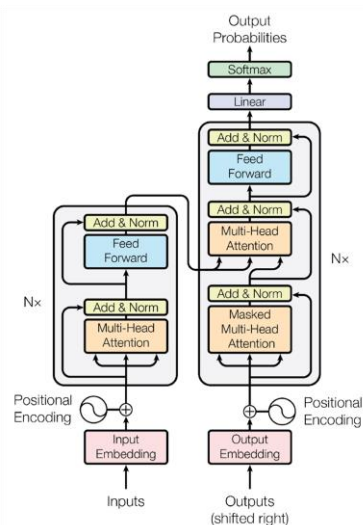 Output
Probabilities
Softmax
Linear
Add & Norm
Feed
Forward
Add & Norm
Multi-Head
Attention
Add & Norm
Masked
Multi-Head
Attention
N×
Add & Norm
Feed
Forward
Add & Norm
Multi-Head
Attention
N×
Positional
Encoding
Positional
Encoding
Input
Embedding
Output
Embedding
Inputs
Outputs
(shifted right)